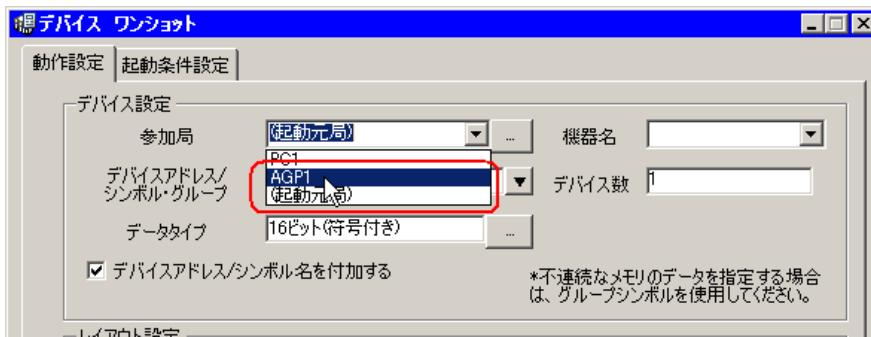 デバイス ワンショット
動作設定 起動条件設定
デバイス設定
参加局 (起動元局) ... 機器名
PC1
AGP1
(起動元局)
デバイスアドレス/
シンボル・グループ
デバイス数 1
データタイプ 16ビット(符号付き) ...
デバイスアドレス/シンボル名を付加する
*不連続なメモリのデータを指定する場合
は、グループシンボルを使用してください。
レイアウト設定